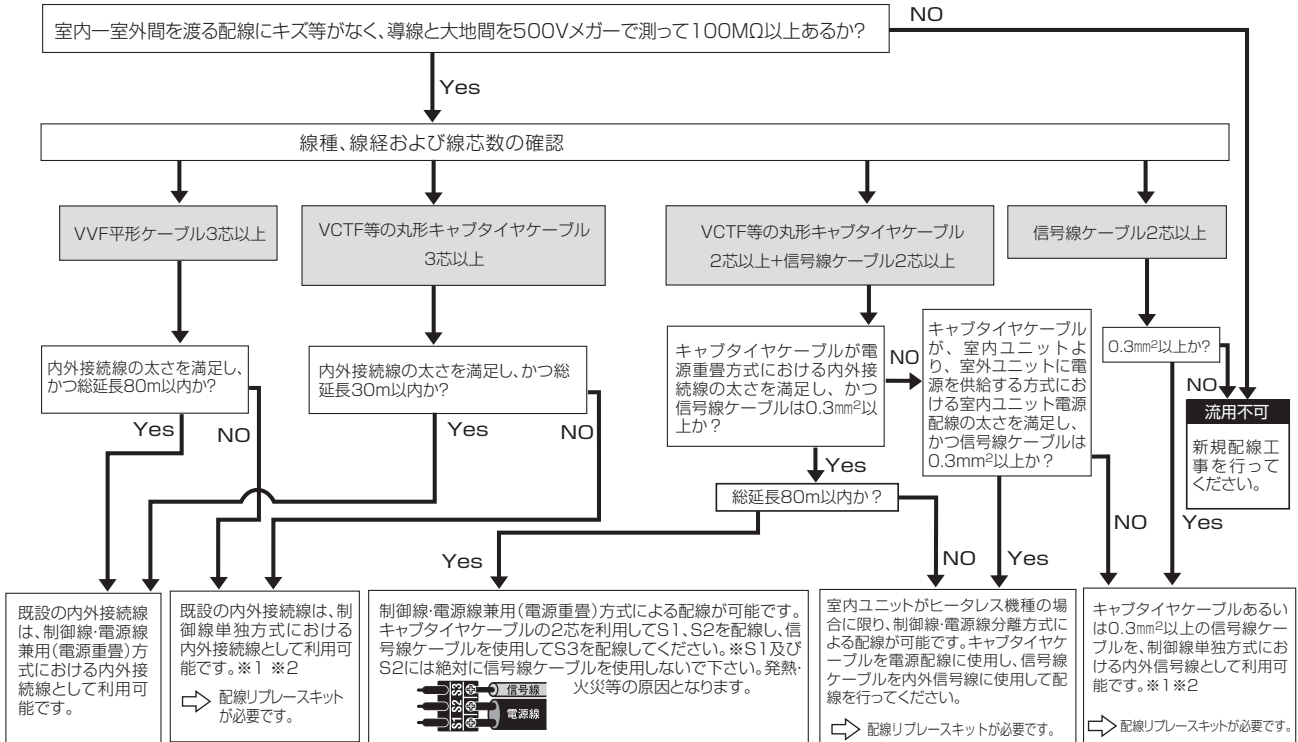 室内ー室外間を渡る配線にキズ等がなく、導線と大地間を500Vメガーで測って100MΩ以上あるか?
NO
Yes
線種、線経および線芯数の確認
VVF平形ケーブル3芯以上
VCTF等の丸形キャブタイヤケーブル
3芯以上
VCTF等の丸形キャブタイヤケーブル
2芯以上+信号線ケーブル2芯以上
信号線ケーブル2芯以上
内外接続線の太さを満足し、
かつ総延長80m以内か?
Yes
NO
内外接続線の太さを満足し、かつ総
延長30m以内か?
Yes
NO
キャブタイヤケーブルが電
源重畳方式における内外接
続線の太さを満足し、かつ
信号線ケーブルは0.3mm²以
上か?
NO
Yes
キャブタイヤケーブル
が、室内ユニットよ
り、室外ユニットに電
源を供給する方式にお
ける室内ユニット電源
配線の太さを満足し、
かつ信号線ケーブルは
0.3mm²以上か?
0.3mm²以上か?
NO
流用不可
新規配線工
事を行って
ください。
総延長80m以内か?
Yes
NO
Yes
NO
Yes
既設の内外接続線
は、制御線・電源線
兼用(電源重畳)方
式における内外接
続線として利用可
能です。
既設の内外接続線は、制
御線単独方式における
内外接続線として利用可
能です。※1 ※2
⇨ 配線リプレースキット
が必要です。
制御線・電源線兼用(電源重畳)方式による配線が可能です。
キャブタイヤケーブルの2芯を利用してS1、S2を配線し、信
号線ケーブルを使用してS3を配線してください。※S1及び
S2には絶対に信号線ケーブルを使用しないで下さい。発熱・
火災等の原因となります。
S1 S2 S3
信号線
電源線
室内ユニットがヒータレス機種の場
合に限り、制御線・電源線分離方式に
よる配線が可能です。キャブタイヤケ
ーブルを電源配線に使用し、信号線
ケーブルを内外信号線に使用して配
線を行ってください。
⇨ 配線リプレースキットが必要です。
キャブタイヤケーブルあるい
は0.3mm²以上の信号線ケー
ブルを、制御線単独方式にお
ける内外信号線として利用可
能です。※1※2
⇨ 配線リプレースキットが必要です。